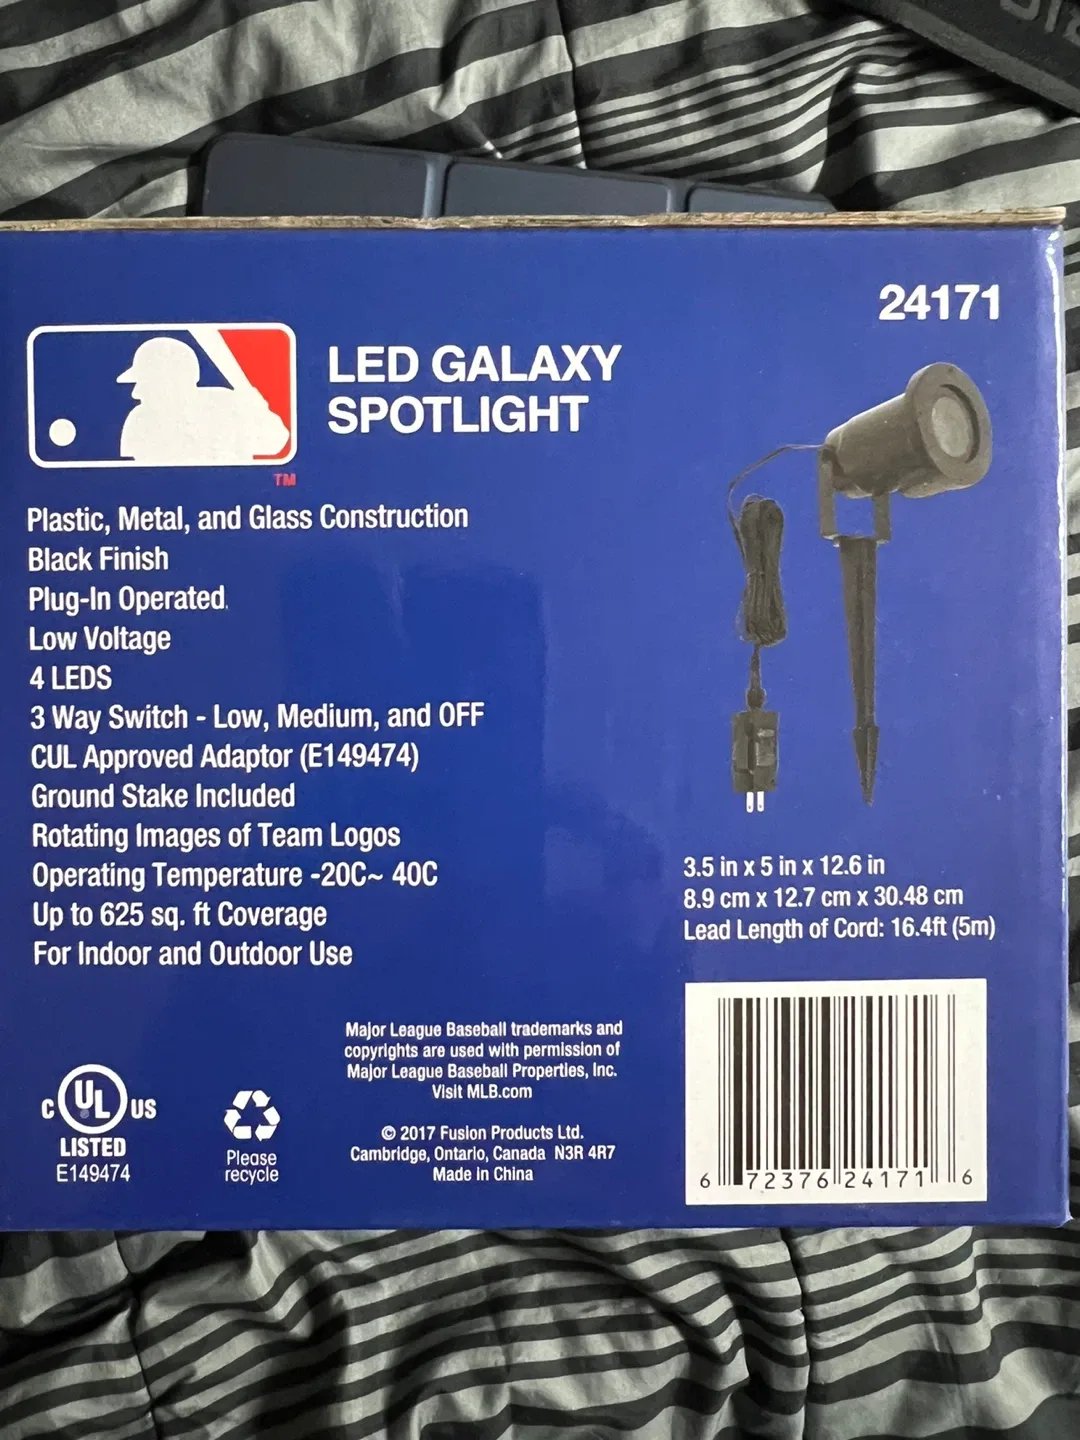 24171
LED GALAXY
SPOTLIGHT
TM
Plastic, Metal, and Glass Construction
Black Finish
Plug-In Operated.
Low Voltage
4 LEDS
3 Way Switch - Low, Medium, and OFF
CUL Approved Adaptor (E149474)
Ground Stake Included
Rotating Images of Team Logos
Operating Temperature -20C~ 40C
Up to 625 sq. ft Coverage
For Indoor and Outdoor Use
3.5 in x 5 in x 12.6 in
8.9 cm x 12.7 cm x 30.48 cm
Lead Length of Cord: 16.4ft (5m)
C UL US
LISTED
E149474
Please
recycle
Major League Baseball trademarks and
copyrights are used with permission of
Major League Baseball Properties, Inc.
Visit MLB.com
© 2017 Fusion Products Ltd.
Cambridge, Ontario, Canada N3R 4R7
Made in China
6 72376 24171 6